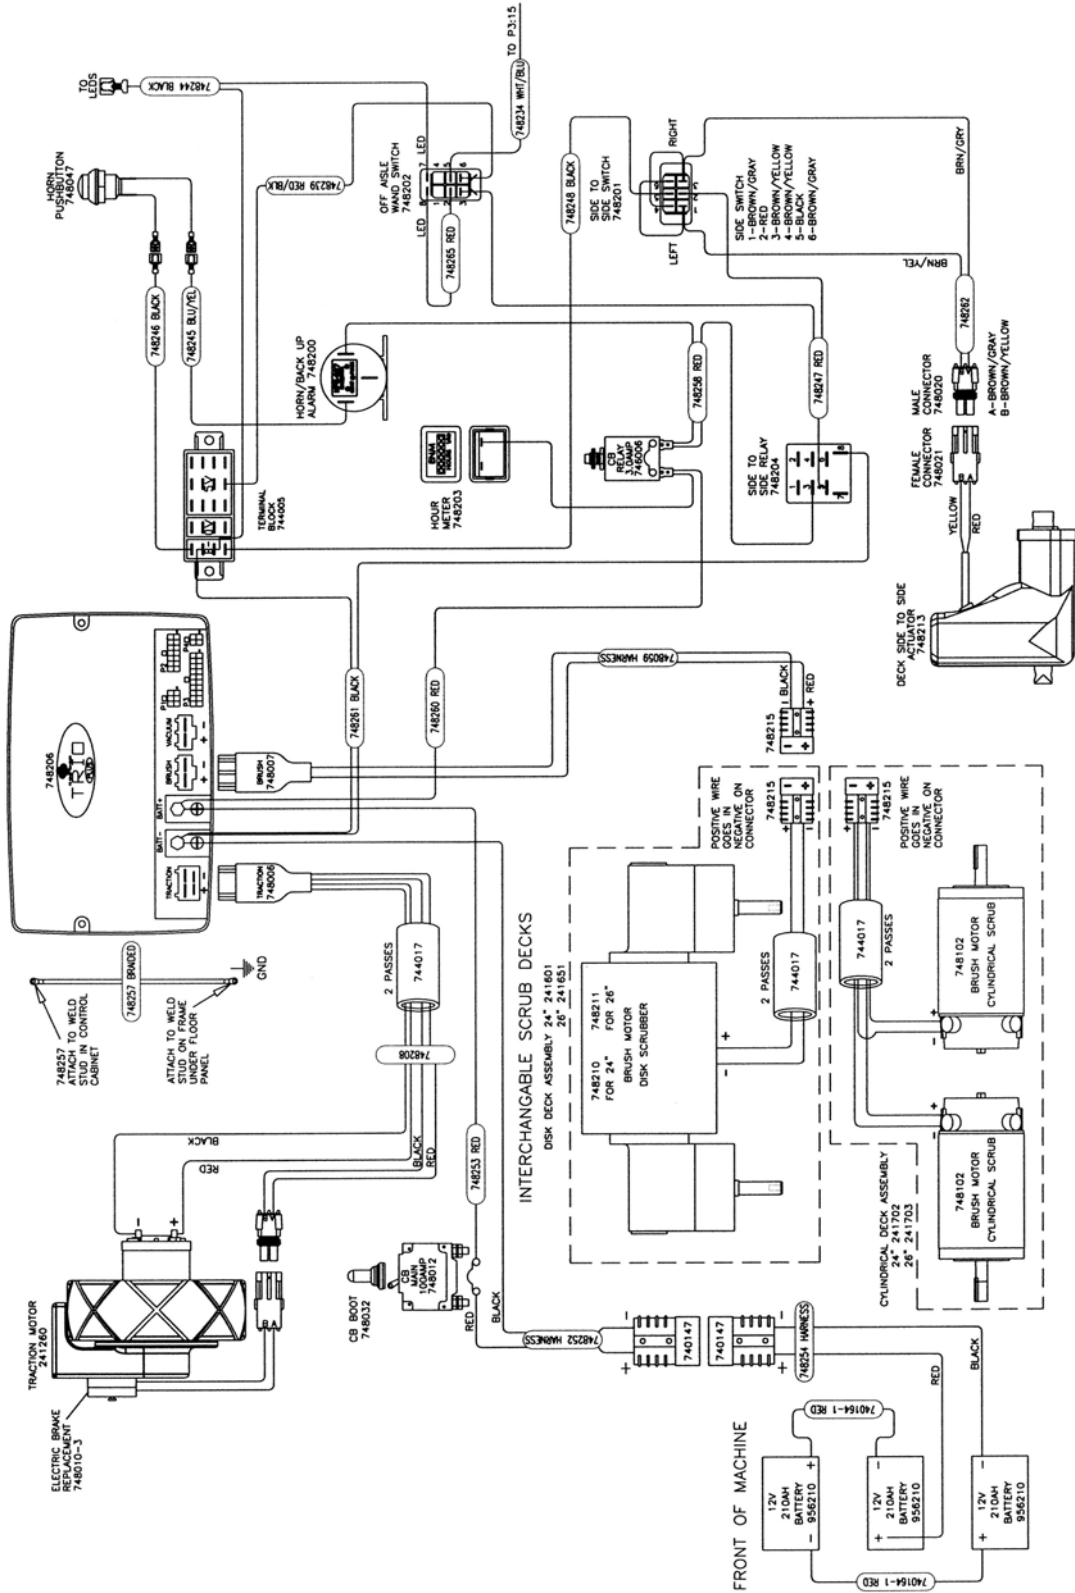 TRACTION MOTOR
241260
ELECTRIC BRAKE
REPLACEMENT
748010-3
748257
ATTACH TO WELD
STUD IN CONTROL
CABINET
748257 BRAIDED
ATTACH TO WELD
STUD ON FRAME
UNDER FLOOR
PANEL
GND
748206
TRIO
PLUS
TRACTION
BATT-
BATT+
BRUSH
VACUUM
P1
P2
P3
P4
TRACTION
748006
BRUSH
748007
HORN
PUSHBUTTON
748047
TO
LEDS
748244 BLACK
748246 BLACK
748245 BLU/YEL
748239 RED/BLK
TERMINAL
BLOCK
744005
HORN/BACK UP
ALARM 748200
OFF AISLE
WAND SWITCH
748202
LED
LED
748265 RED
748234 WHT/BLU
TO P3:15
748248 BLACK
HOUR
METER
748203
CB
RELAY
3.0AMP
746006
748258 RED
SIDE TO
SIDE SWITCH
748201
LEFT
RIGHT
SIDE SWITCH
1-BROWN/GRAY
2-RED
3-BROWN/YELLOW
4-BROWN/YELLOW
5-BLACK
6-BROWN/GRAY
BRN/GRY
BRN/YEL
748247 RED
SIDE TO
SIDE RELAY
748204
748262
MALE
CONNECTOR
748020
A-BROWN/GRAY
B-BROWN/YELLOW
FEMALE
CONNECTOR
748021
YELLOW
RED
DECK SIDE TO SIDE
ACTUATOR
748213
748261 BLACK
748260 RED
748059 HARNESS
BLACK
RED
748215
2 PASSES
744017
748208
BLACK
RED
BLACK
RED
748253 RED
CB BOOT
748032
CB
MAIN
100AMP
748012
RED
BLACK
748252 HARNESS
740147
740147
748254 HARNESS
RED
BLACK
INTERCHANGABLE SCRUB DECKS
DISK DECK ASSEMBLY 24" 241601
26" 241651
748210
FOR 24"
748211
FOR 26"
BRUSH MOTOR
DISK SCRUBBER
2 PASSES
744017
POSITIVE WIRE
GOES IN
NEGATIVE ON
CONNECTOR
748215
748215
POSITIVE WIRE
GOES IN
NEGATIVE ON
CONNECTOR
744017
2 PASSES
CYLINDRICAL DECK ASSEMBLY
24" 241702
26" 241703
748102
BRUSH MOTOR
CYLINDRICAL SCRUB
748102
BRUSH MOTOR
CYLINDRICAL SCRUB
FRONT OF MACHINE
740164-1 RED
12V
210AH
BATTERY
956210
12V
210AH
BATTERY
956210
12V
210AH
BATTERY
956210
740164-1 RED